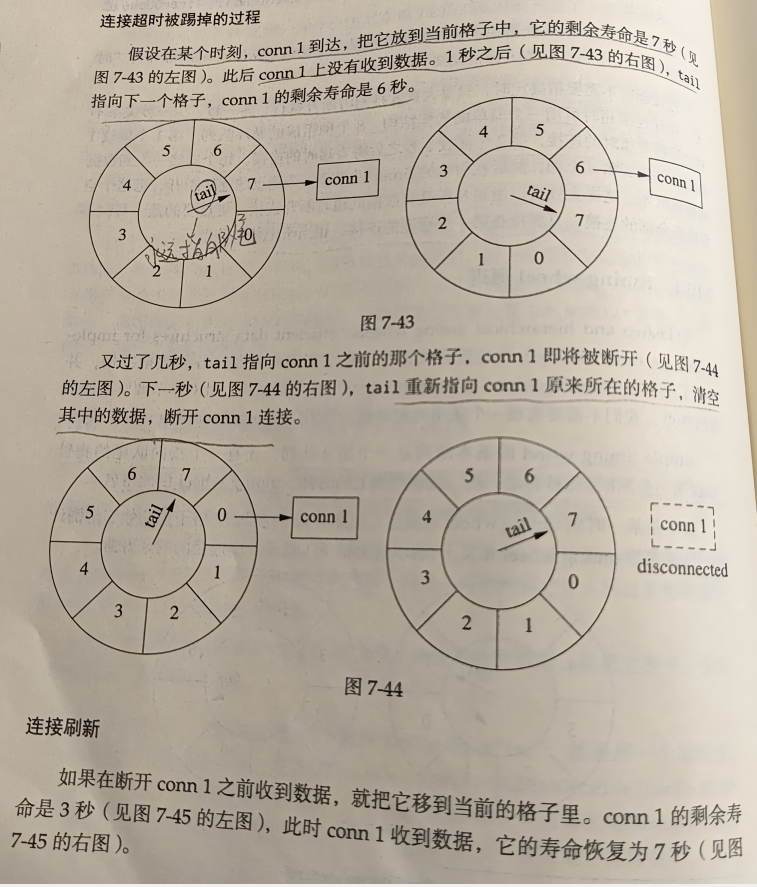 连接超时被踢掉的过程
假设在某个时刻，conn 1 到达，把它放到当前格子中，它的剩余寿命是 7 秒（见
图 7-43 的左图）。此后 conn 1 上没有收到数据。1 秒之后（见图 7-43 的右图），tail
指向下一个格子，conn 1 的剩余寿命是 6 秒。
5 6
4 7 conn 1
tail
3 0
2 1
4 5
3 6 conn 1
tail
2 7
1 0
图 7-43
又过了几秒，tail 指向 conn 1 之前的那个格子，conn 1 即将被断开（见图 7-44
的左图）。下一秒（见图 7-44 的右图），tail 重新指向 conn 1 原来所在的格子，清空
其中的数据，断开 conn 1 连接。
6 7
5 0 conn 1
tail
4 1
3 2
5 6
4 7 conn 1
tail
3 0 disconnected
2 1
图 7-44
连接刷新
如果在断开 conn 1 之前收到数据，就把它移到当前的格子里。conn 1 的剩余寿
命是 3 秒（见图 7-45 的左图），此时 conn 1 收到数据，它的寿命恢复为 7 秒（见图
7-45 的右图）。